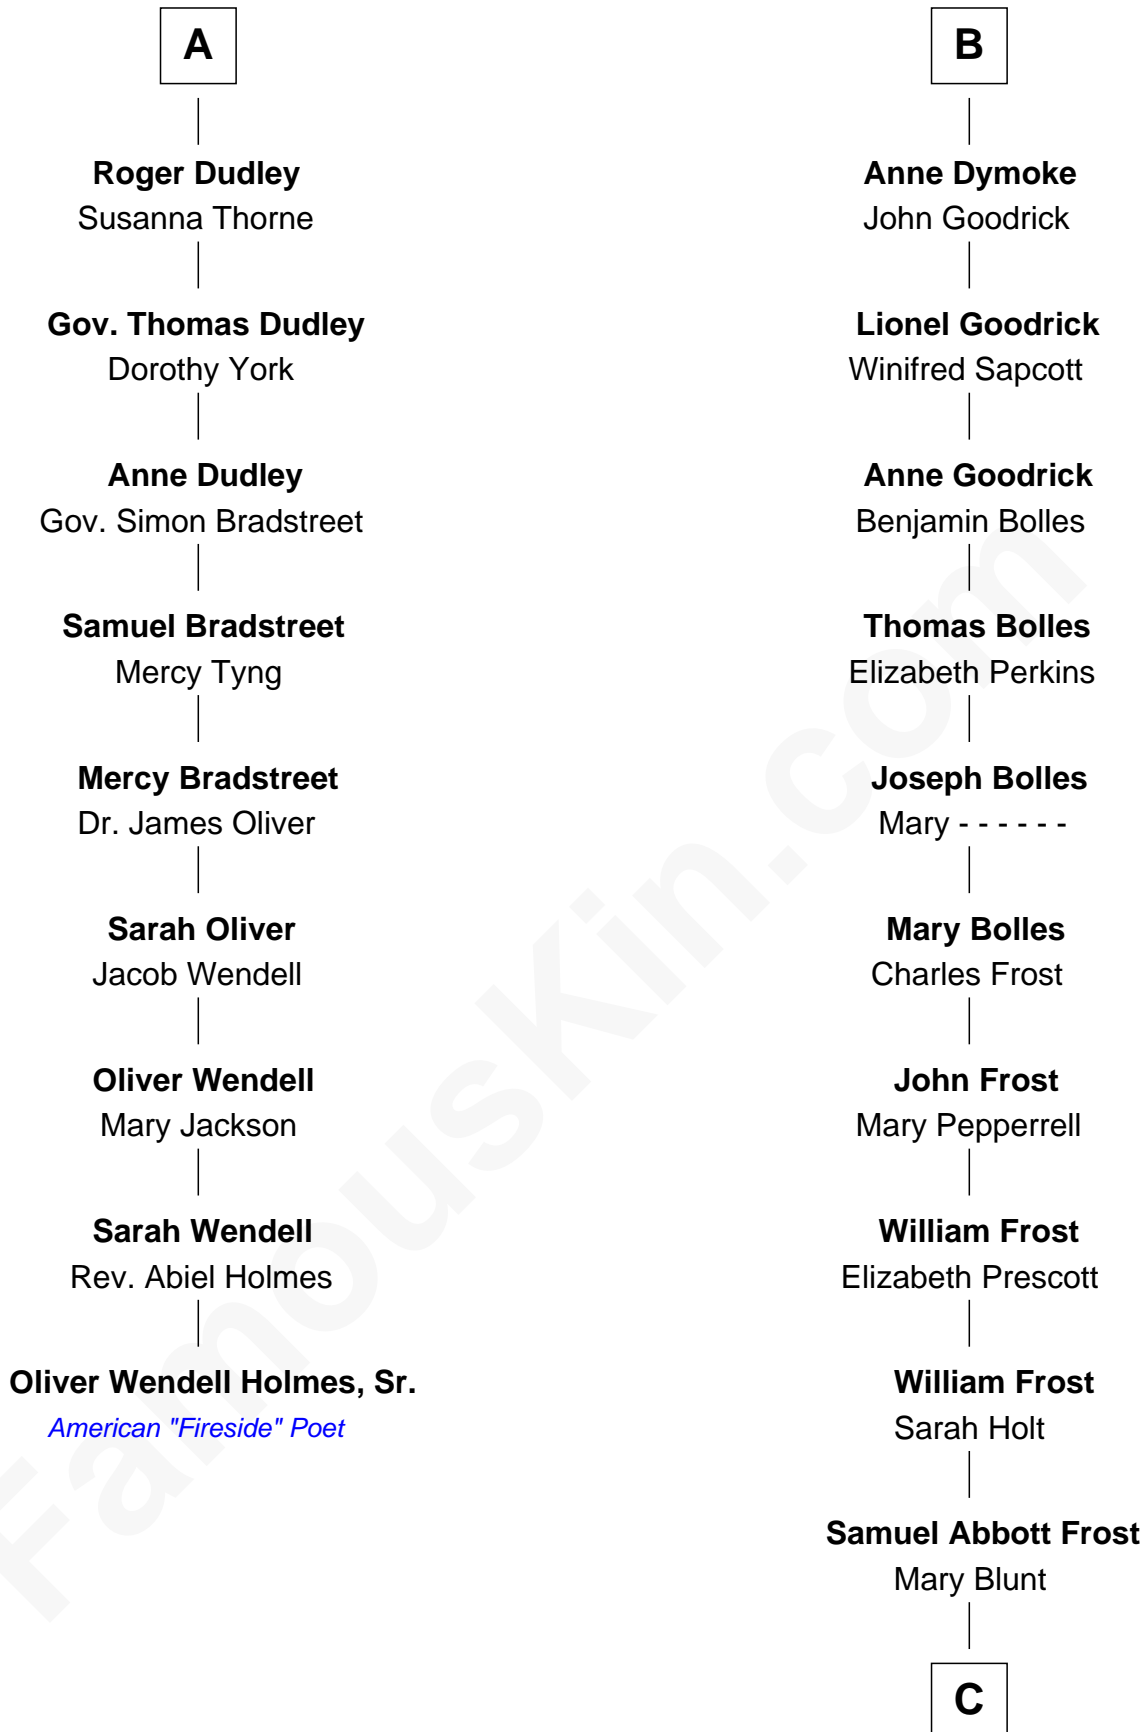 A
Roger Dudley
Susanna Thorne
Gov. Thomas Dudley
Dorothy York
Anne Dudley
Gov. Simon Bradstreet
Samuel Bradstreet
Mercy Tyng
Mercy Bradstreet
Dr. James Oliver
Sarah Oliver
Jacob Wendell
Oliver Wendell
Mary Jackson
Sarah Wendell
Rev. Abiel Holmes
Oliver Wendell Holmes, Sr.
American "Fireside" Poet
B
Anne Dymoke
John Goodrick
Lionel Goodrick
Winifred Sapcott
Anne Goodrick
Benjamin Bolles
Thomas Bolles
Elizabeth Perkins
Joseph Bolles
Mary - - - - - -
Mary Bolles
Charles Frost
John Frost
Mary Pepperrell
William Frost
Elizabeth Prescott
William Frost
Sarah Holt
Samuel Abbott Frost
Mary Blunt
C
FamousKin.com